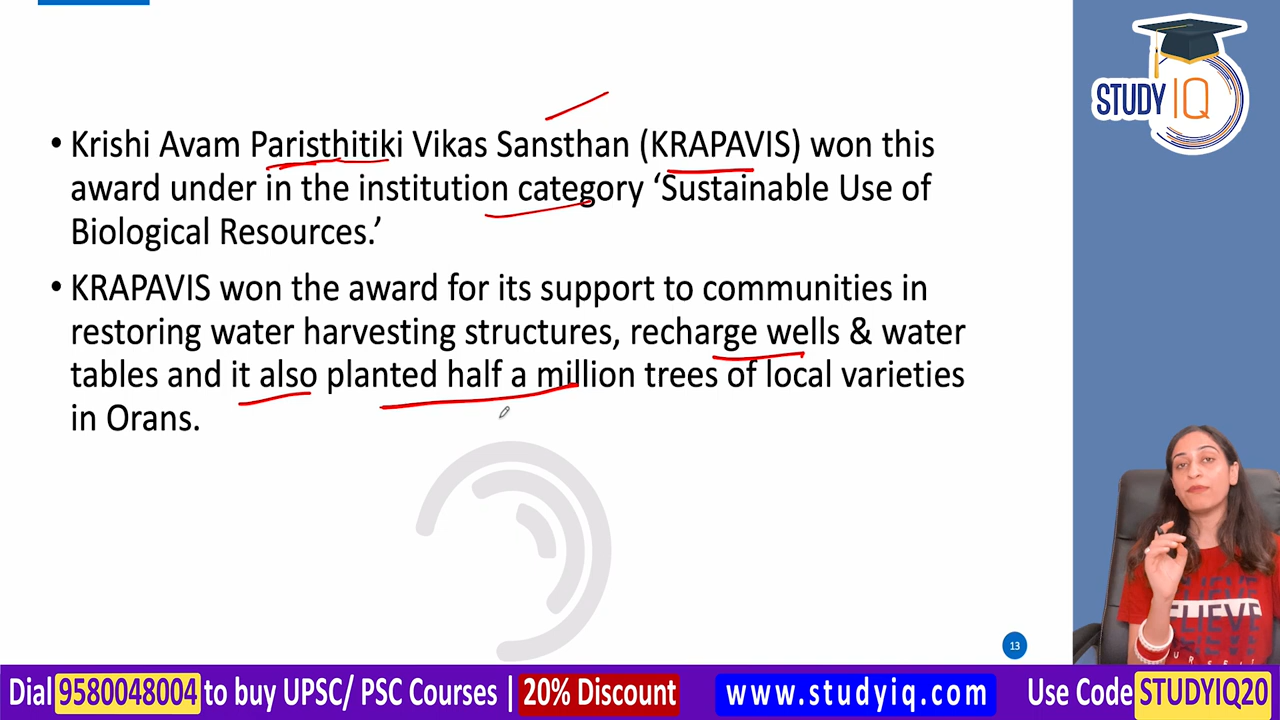 STUDY IQ
• Krishi Avam Paristhitiki Vikas Sansthan (KRAPAVIS) won this
award under in the institution category ‘Sustainable Use of
Biological Resources.’
• KRAPAVIS won the award for its support to communities in
restoring water harvesting structures, recharge wells & water
tables and it also planted half a million trees of local varieties
in Orans.
13
Dial 9580048004 to buy UPSC/ PSC Courses | 20% Discount www.studyiq.com Use Code STUDYIQ20